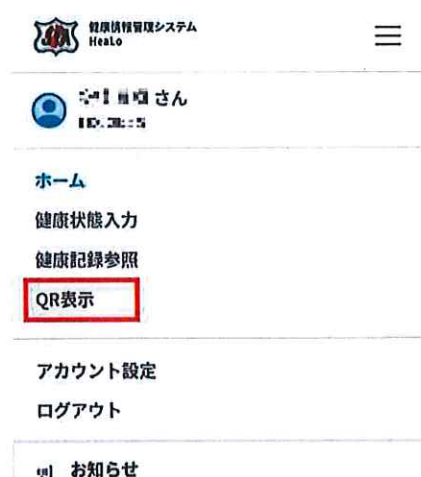 健康情報管理システム
HeaLo
さん
ホーム
健康状態入力
健康記録参照
QR表示
アカウント設定
ログアウト
お知らせ